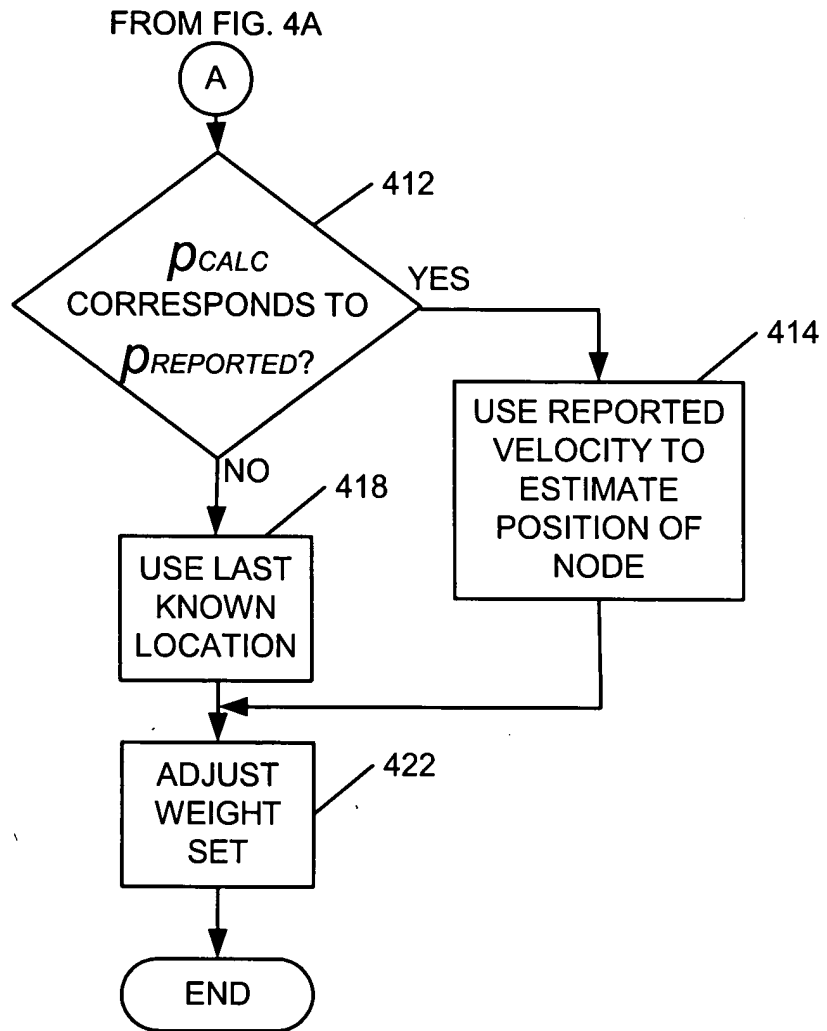 FROM FIG. 4A
A
412
pCALC
CORRESPONDS TO
pREPORTED?
YES
414
USE REPORTED
VELOCITY TO
ESTIMATE
POSITION OF
NODE
NO
418
USE LAST
KNOWN
LOCATION
422
ADJUST
WEIGHT
SET
END